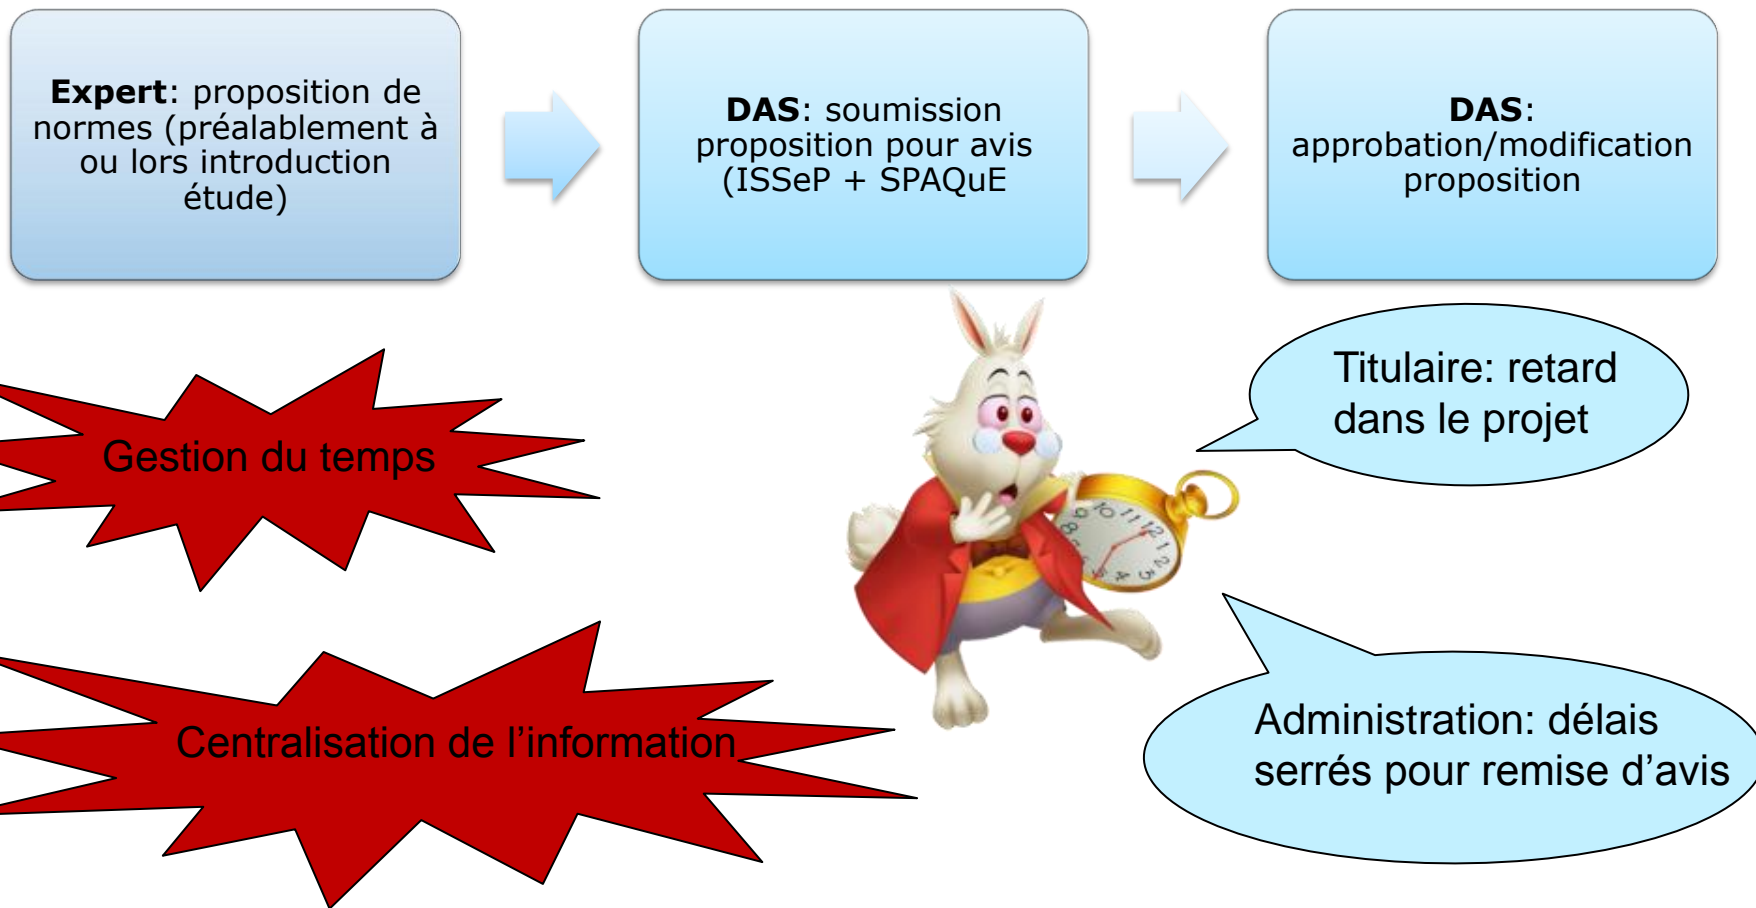 Expert: proposition de
normes (préalablement à
ou lors introduction
étude)
DAS: soumission
proposition pour avis
(ISSeP + SPAQuE
DAS:
approbation/modification
proposition
Gestion du temps
Titulaire: retard
dans le projet
Centralisation de l’information
Administration: délais
serrés pour remise d’avis